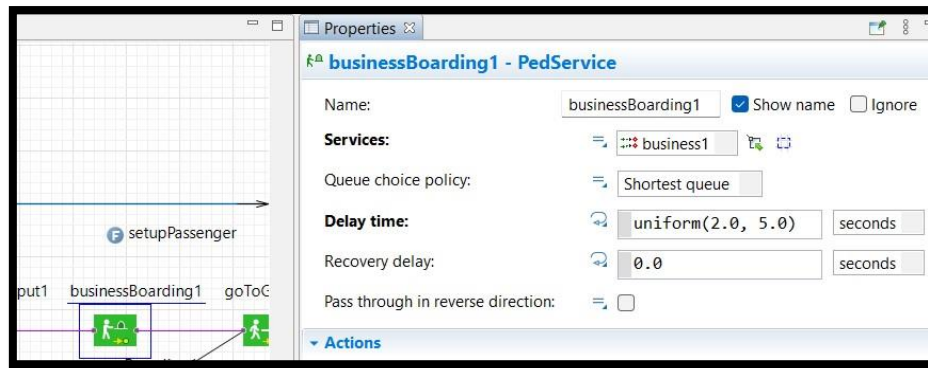 Properties
businessBoarding1 - PedService
Name:
businessBoarding1
Show name
Ignore
Services:
business1
Queue choice policy:
Shortest queue
Delay time:
uniform(2.0, 5.0)
seconds
Recovery delay:
0.0
seconds
Pass through in reverse direction:
Actions
F setupPassenger
put1
businessBoarding1
goToG